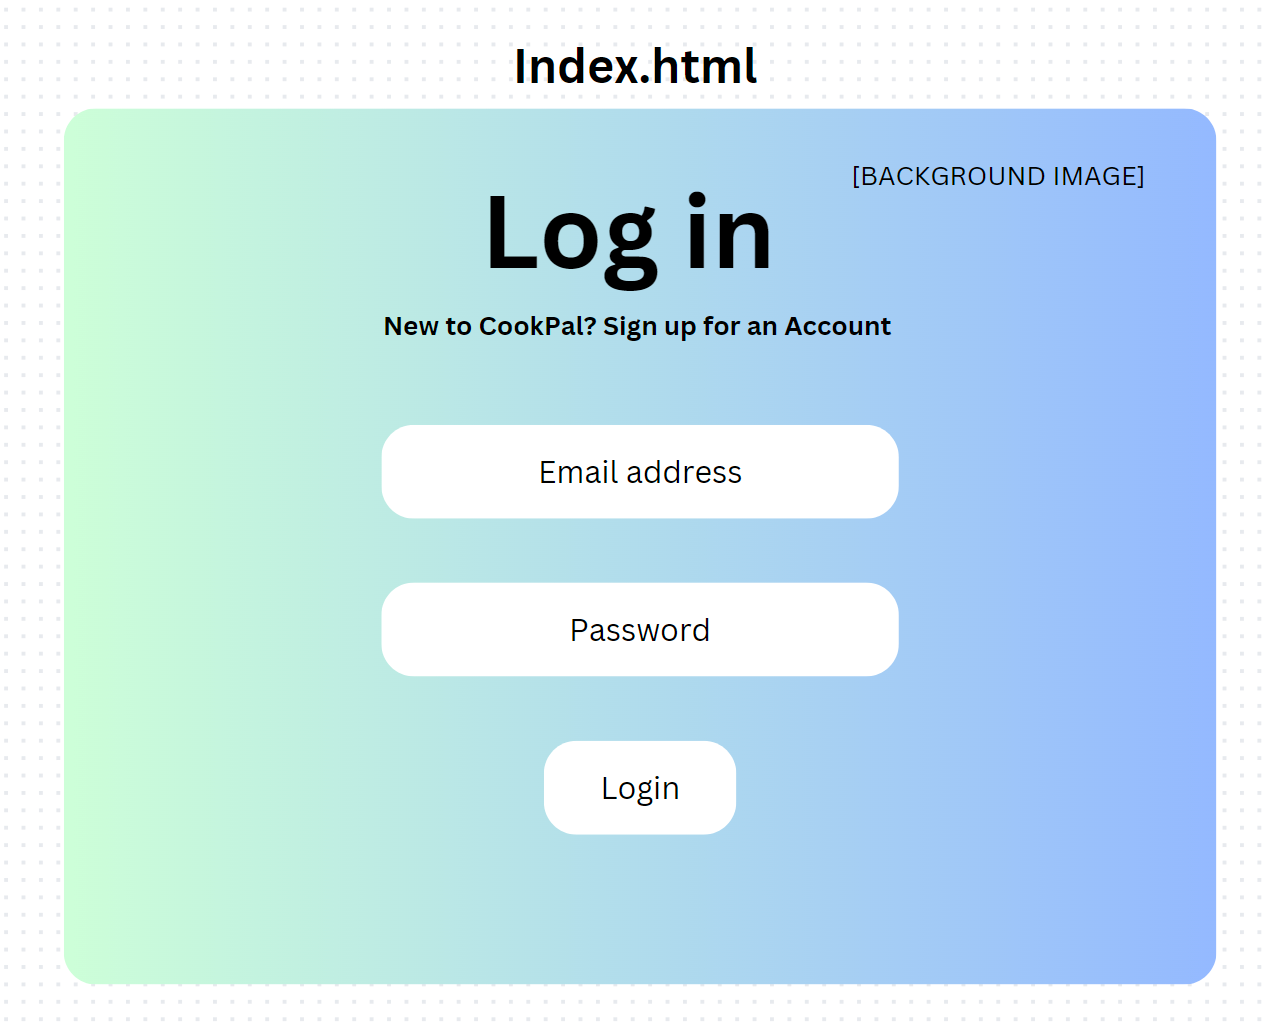 Index.html
[BACKGROUND IMAGE]
Log in
New to CookPal? Sign up for an Account
Email address
Password
Login